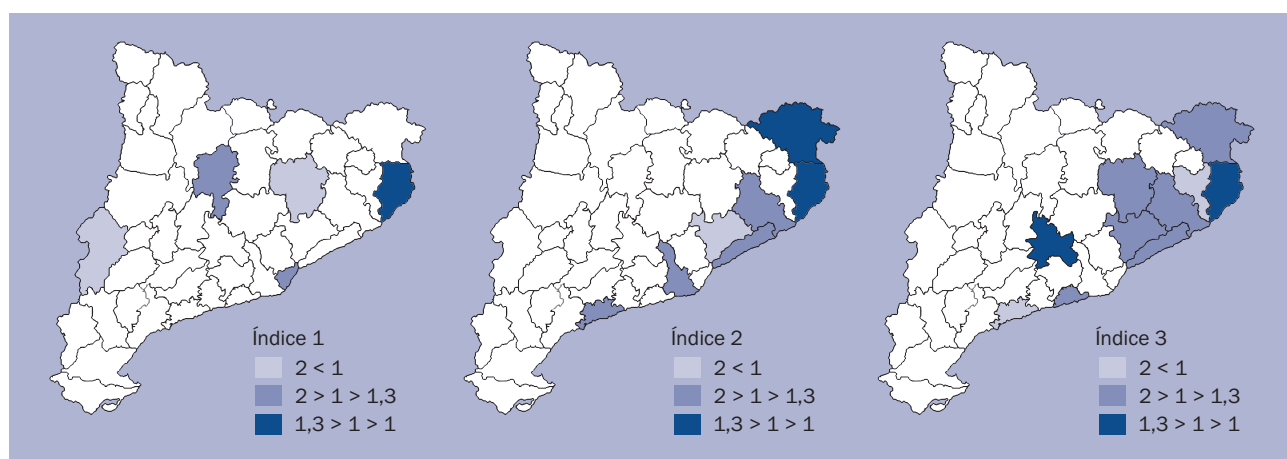 Índice 1
2 < 1
2 > 1 > 1,3
1,3 > 1 > 1
Índice 2
2 < 1
2 > 1 > 1,3
1,3 > 1 > 1
Índice 3
2 < 1
2 > 1 > 1,3
1,3 > 1 > 1